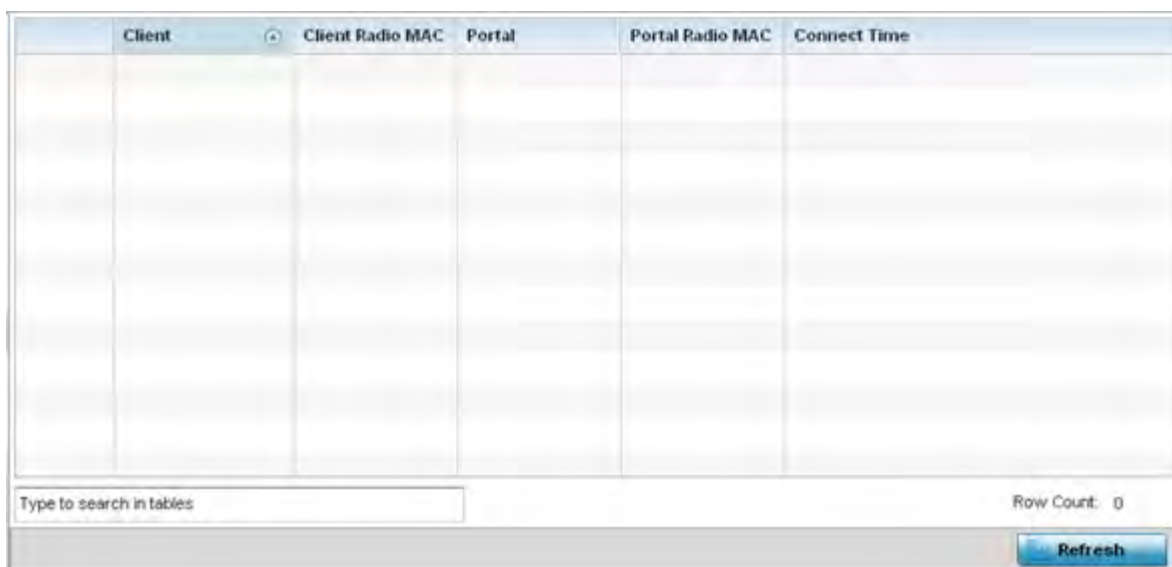 Client Client Radio MAC Portal Portal Radio MAC Connect Time
Type to search in tables Row Count: 0
Refresh